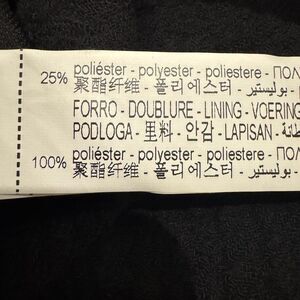 25% poliéster - polyester - poliestere - ПОЛ
聚酯纤维 - 폴리에스터 - بوليستير -
FORRO - DOUBLURE - LINING - VOERING
PODLOGA - 里料 - 안감 - LAPISAN -
100% poliéster - polyester - poliestere - ПОЛ
聚酯纤维 - 폴리에스터 - بوليستير -